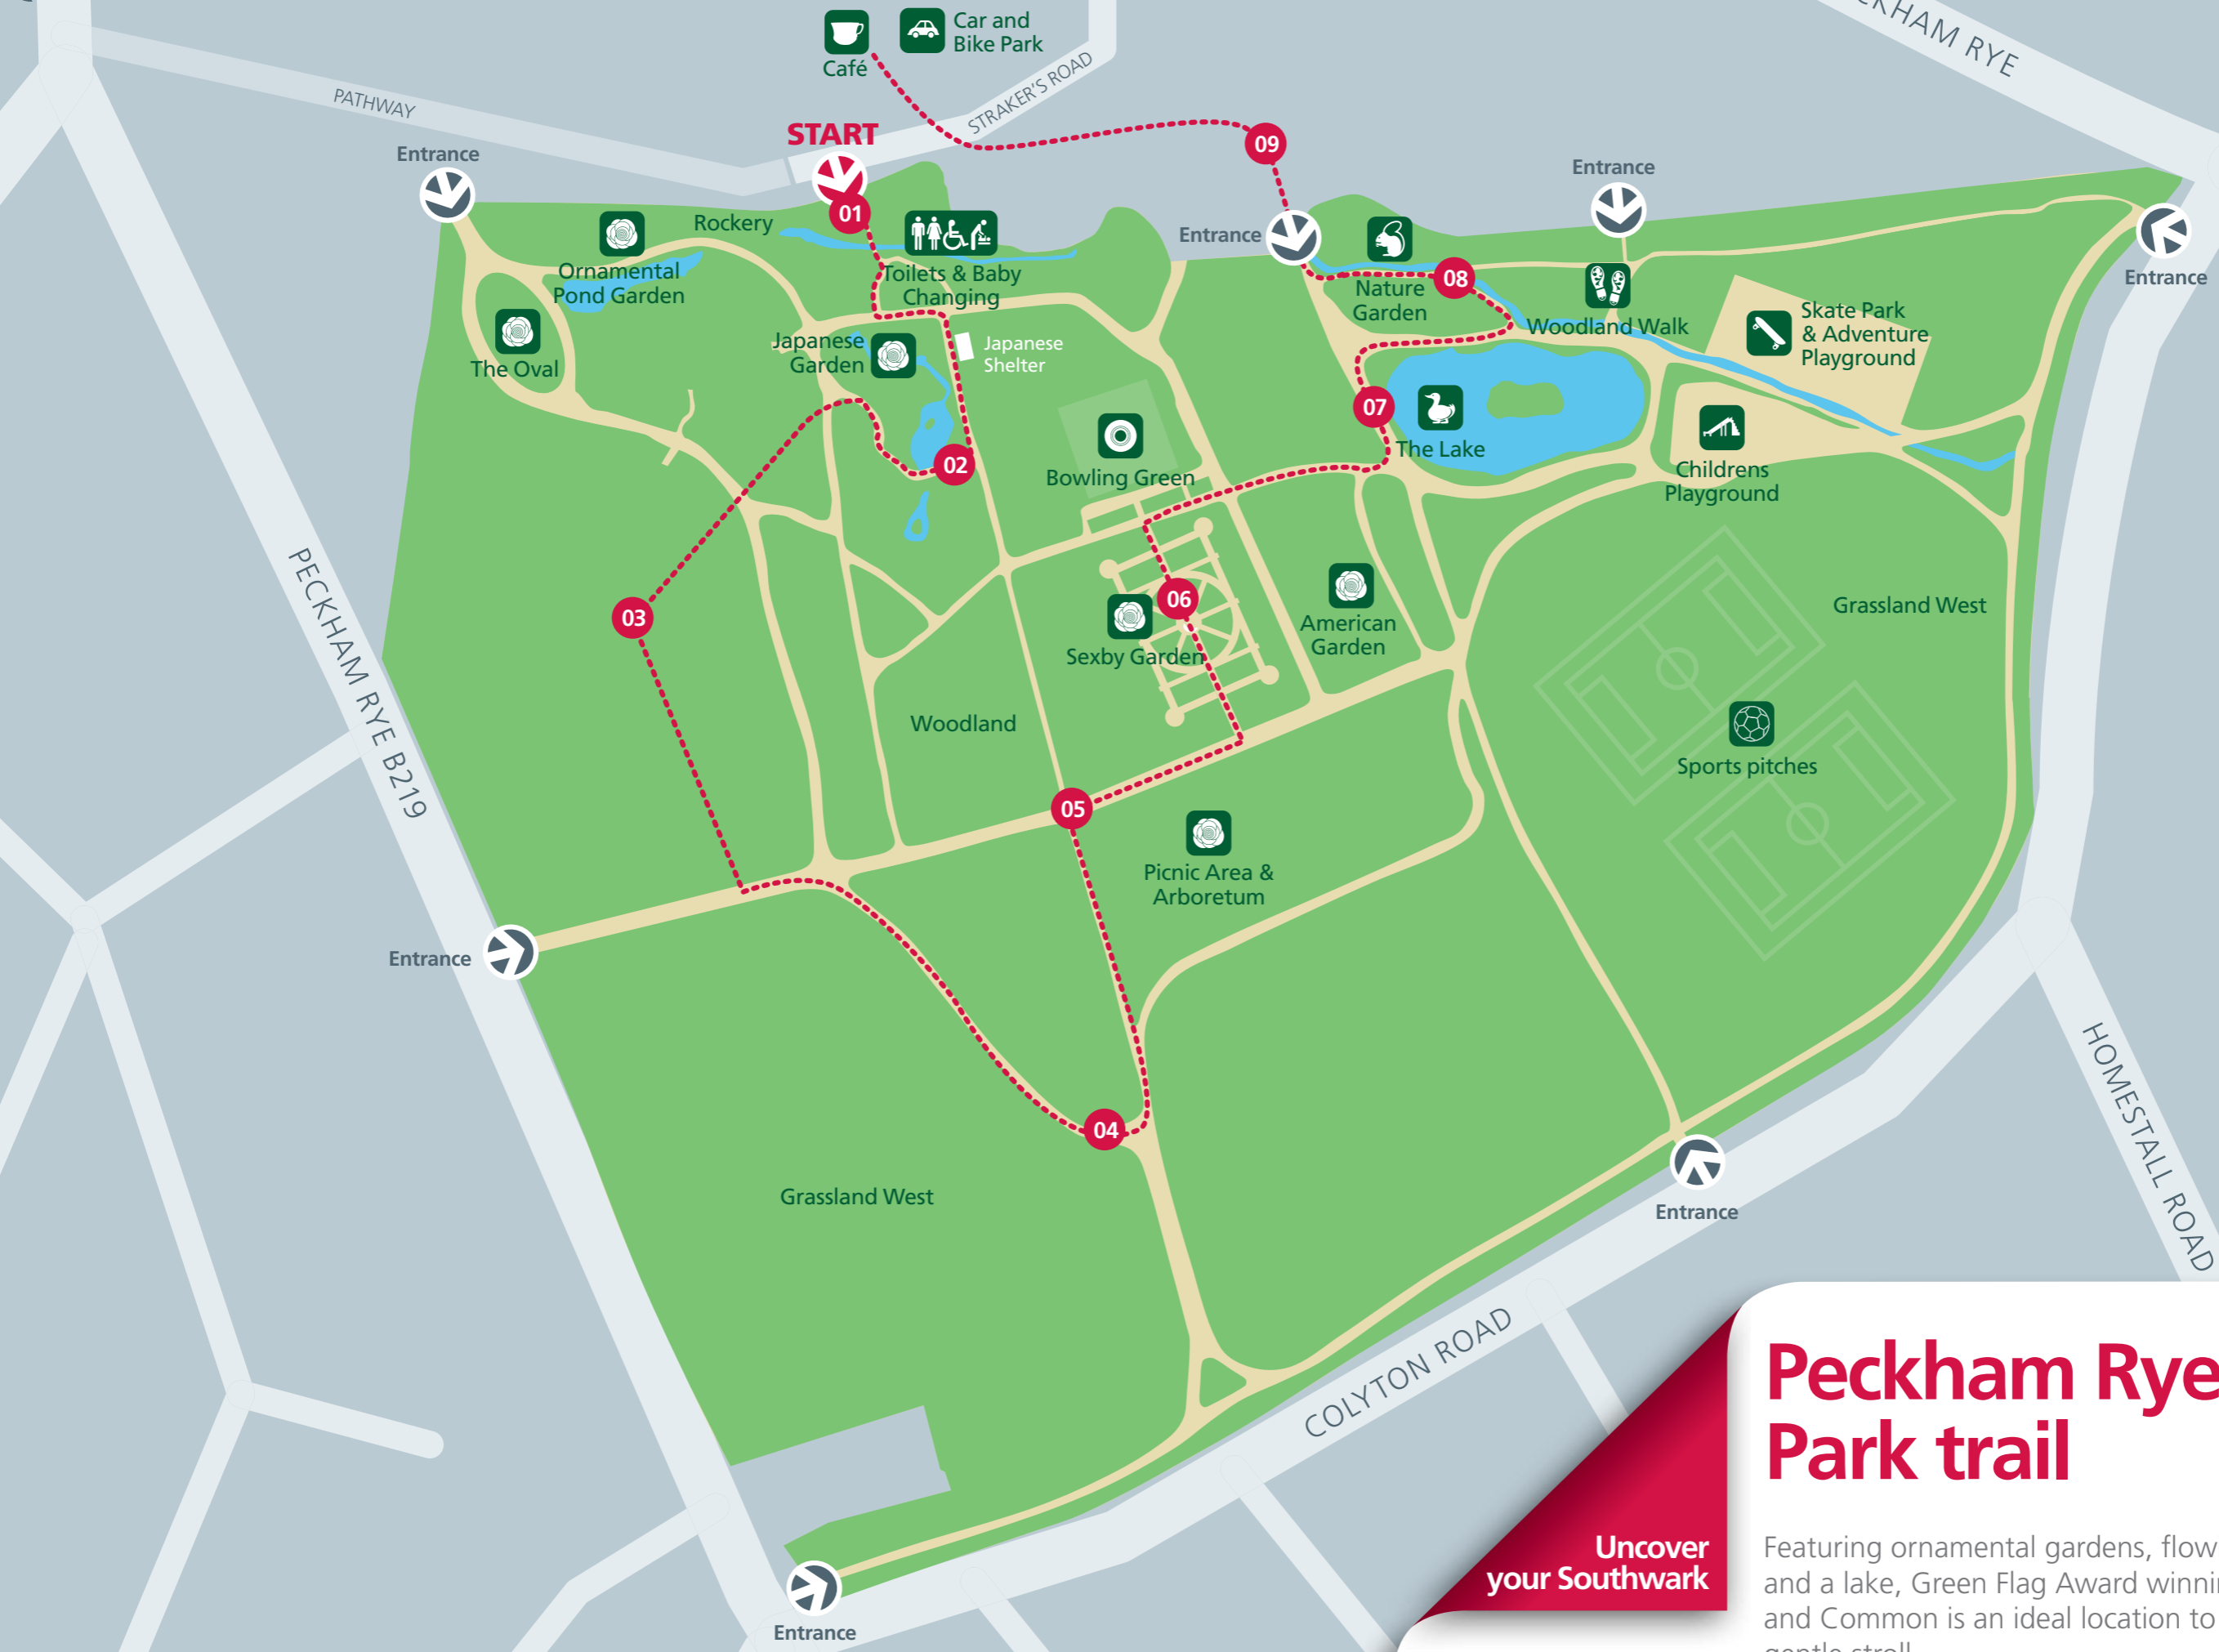 Café
Car and
Bike Park
STRAKER'S ROAD
PECKHAM RYE
PATHWAY
START
Entrance
01
09
Entrance
Rockery
Entrance
Entrance
Ornamental
Pond Garden
Toilets & Baby
Changing
Nature
Garden
08
Woodland Walk
Skate Park
& Adventure
Playground
The Oval
Japanese
Garden
Japanese
Shelter
07
The Lake
Bowling Green
02
Childrens
Playground
PECKHAM RYE B219
03
06
Sexby Garden
American
Garden
Grassland West
Woodland
Sports pitches
05
Picnic Area &
Arboretum
Entrance
04
Grassland West
Entrance
HOMESTALL ROAD
COLYTON ROAD
Entrance
Uncover
your Southwark
Peckham Rye
Park trail
Featuring ornamental gardens, flow
and a lake, Green Flag Award winni
and Common is an ideal location to
gentle stroll